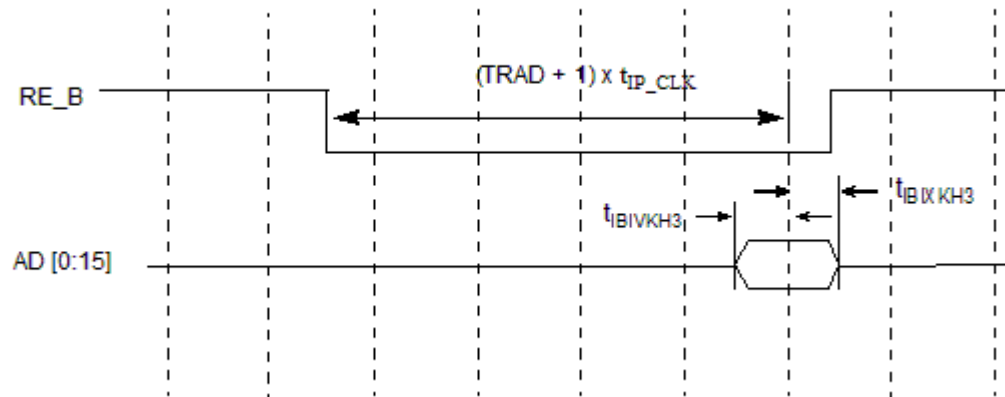 (TRAD + 1) x tIP_CLK
RE_B
tIBIXKH3
tIBIVKH3
AD [0:15]